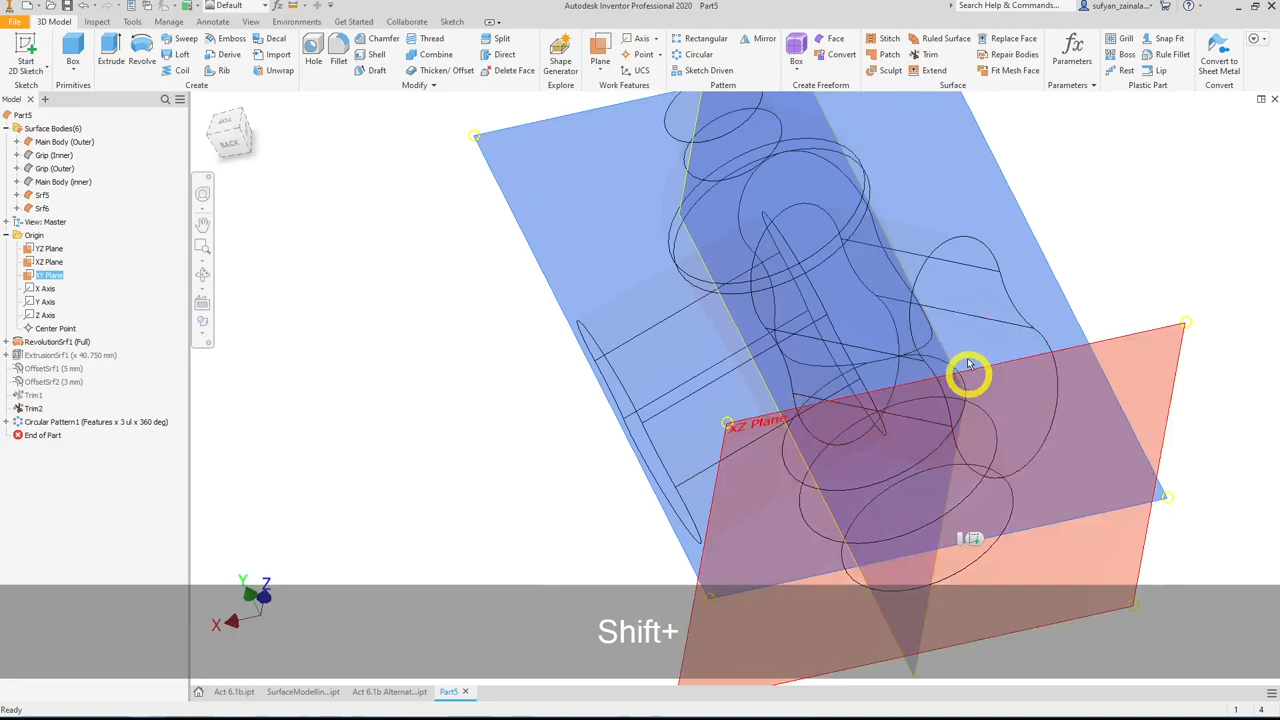 Default
Autodesk Inventor Professional 2020 Part5
Search Help & Commands...
sufyan_zainala...
File 3D Model Inspect Tools Manage Annotate View Environments Get Started Collaborate Sketch
Start
2D Sketch
Sketch
Box
Primitives
Extrude Revolve
Sweep Emboss Decal
Loft Derive Import
Coil Rib Unwrap
Create
Hole Fillet
Chamfer Thread Split
Shell Combine Direct
Draft Thicken/ Offset Delete Face
Modify
Shape
Generator
Explore
Plane
Axis
Point
UCS
Work Features
Rectangular Mirror
Circular
Sketch Driven
Pattern
Box
Face
Convert
Create Freeform
Stitch Ruled Surface Replace Face
Patch Trim Repair Bodies
Sculpt Extend Fit Mesh Face
Surface
Parameters
Parameters
Grill Snap Fit
Boss Rule Fillet
Rest Lip
Plastic Part
Convert to
Sheet Metal
Convert
Model
Part5
Surface Bodies(6)
Main Body (Outer)
Grip (Inner)
Grip (Outer)
Main Body (inner)
Srf5
Srf6
View: Master
Origin
YZ Plane
XZ Plane
XY Plane
X Axis
Y Axis
Z Axis
Center Point
RevolutionSrf1 (Full)
ExtrusionSrf1 (x 40.750 mm)
OffsetSrf1 (5 mm)
OffsetSrf2 (3 mm)
Trim1
Trim2
Circular Pattern1 (Features x 3 ul x 360 deg)
End of Part
TOP
BACK
XZ Plane
Y Z
X
Shift+
Act 6.1b.ipt SurfaceModellin...ipt Act 6.1b Alternat...ipt Part5
Ready
1 4